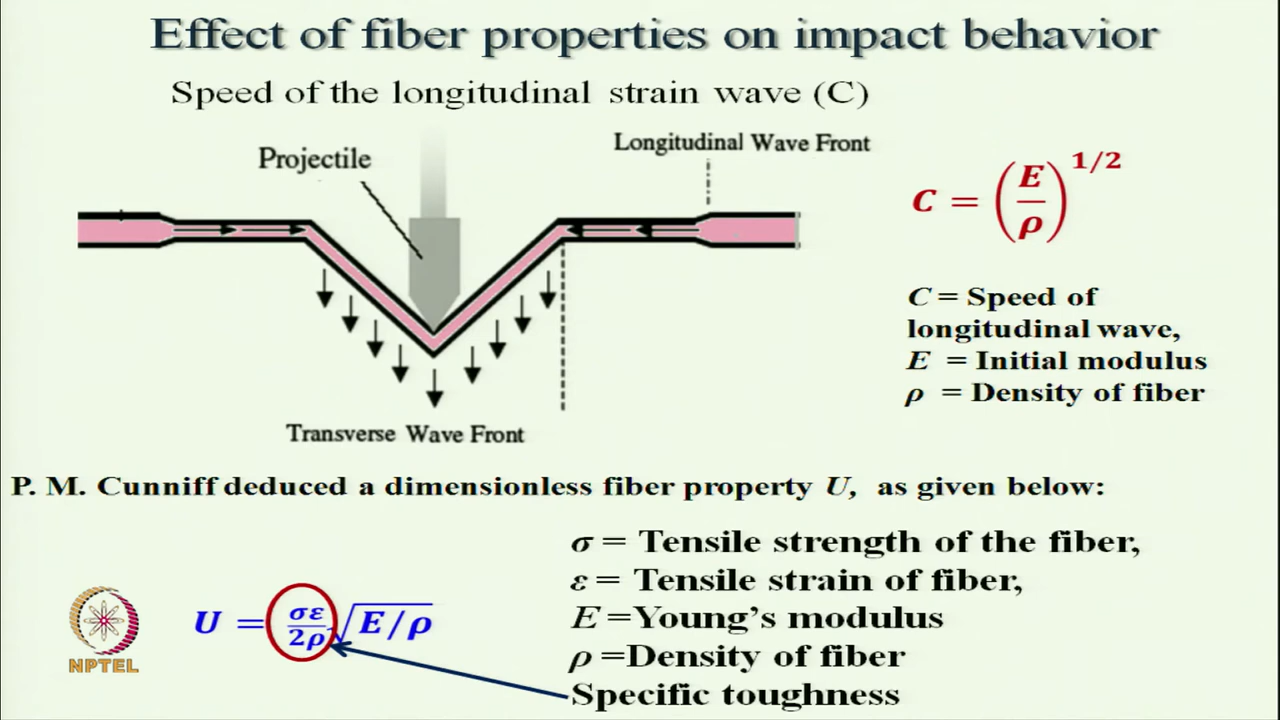 Effect of fiber properties on impact behavior
Speed of the longitudinal strain wave (C)
Longitudinal Wave Front
Projectile
C = (E/ρ)^1/2
C = Speed of
longitudinal wave,
E = Initial modulus
ρ = Density of fiber
Transverse Wave Front
P. M. Cunniff deduced a dimensionless fiber property U, as given below:
σ = Tensile strength of the fiber,
ε = Tensile strain of fiber,
U = σε/2ρ √E/ρ
E =Young's modulus
ρ =Density of fiber
Specific toughness
NPTEL